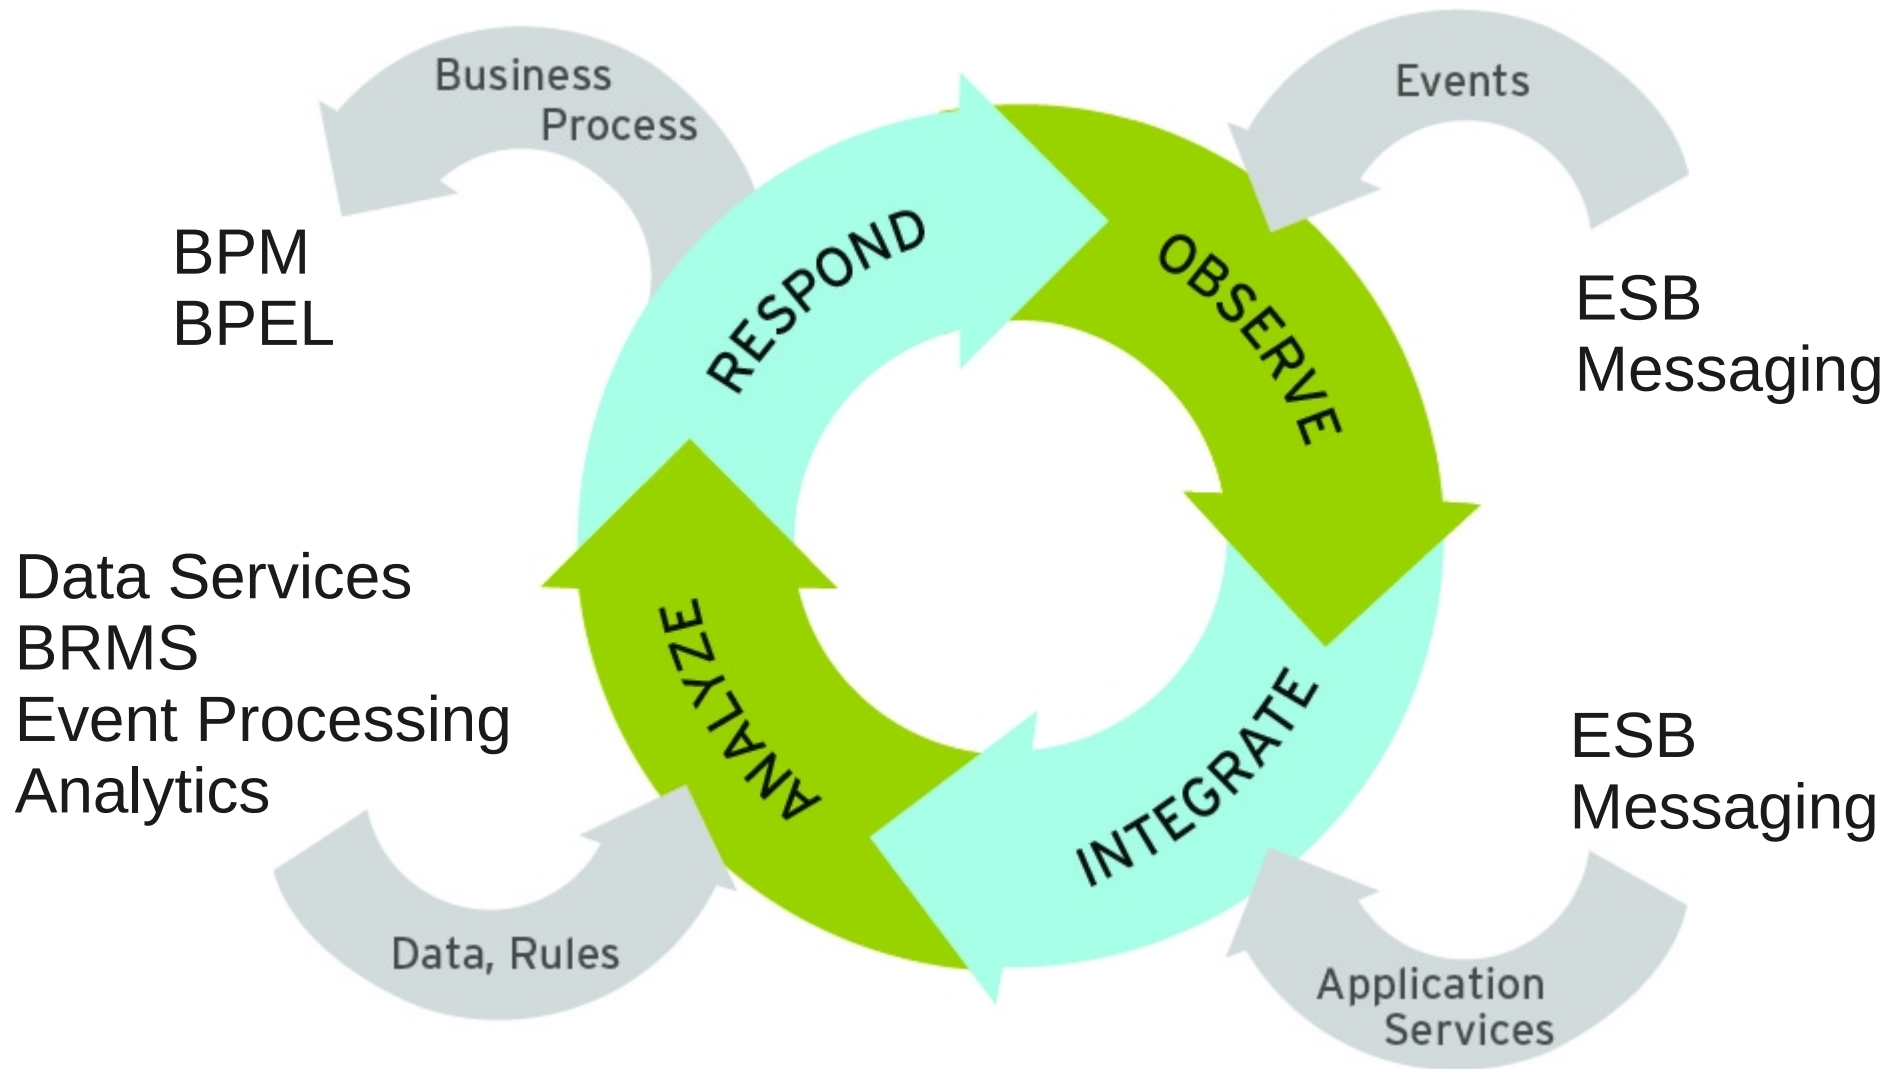 Business
Process
Events
BPM
BPEL
RESPOND
OBSERVE
ESB
Messaging
Data Services
BRMS
Event Processing
Analytics
ANALYZE
INTEGRATE
ESB
Messaging
Data, Rules
Application
Services